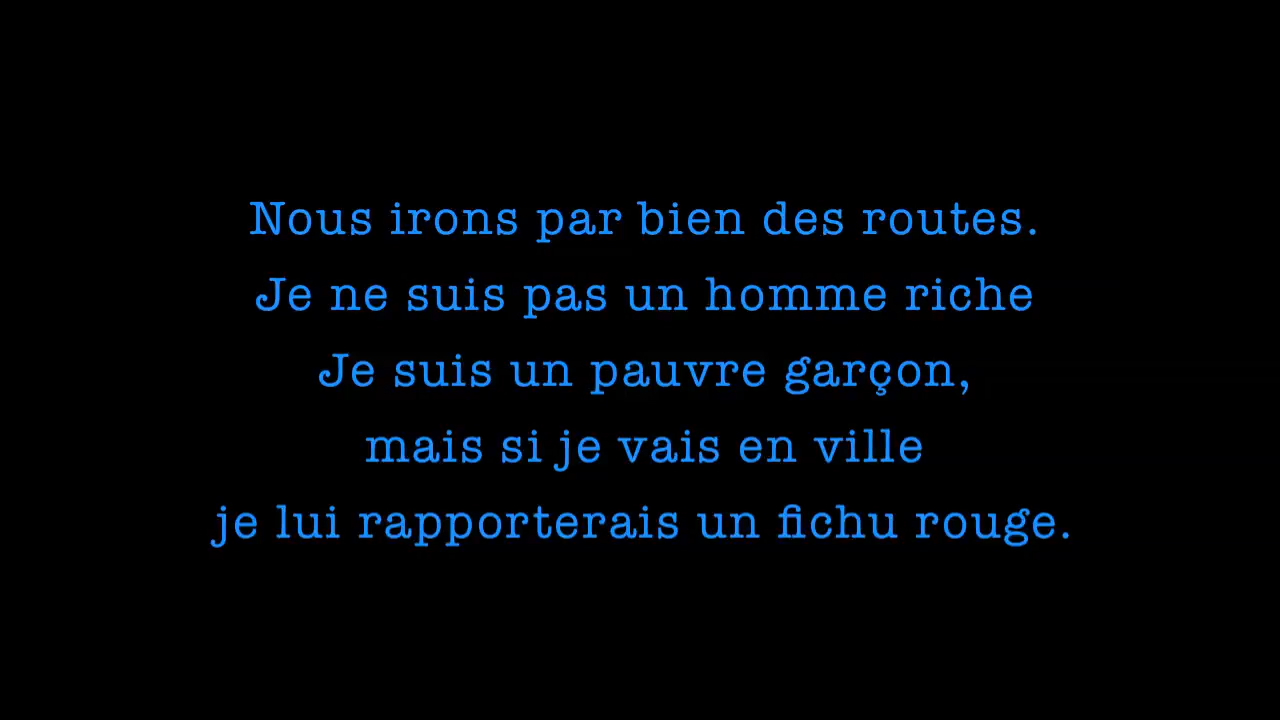 Nous irons par bien des routes.
Je ne suis pas un homme riche
Je suis un pauvre garçon,
mais si je vais en ville
je lui rapporterais un fichu rouge.